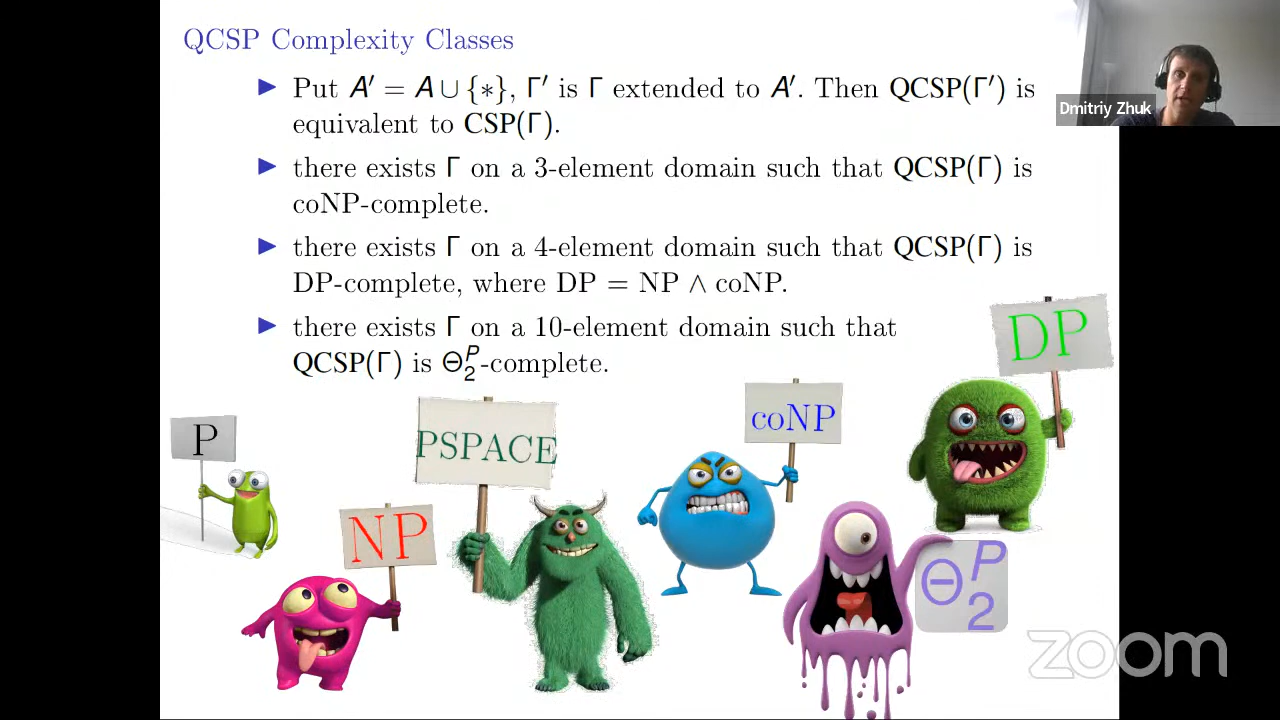 QCSP Complexity Classes
Put A′ = A ∪ {∗}, Γ′ is Γ extended to A′. Then QCSP(Γ′) is
equivalent to CSP(Γ).
there exists Γ on a 3-element domain such that QCSP(Γ) is
coNP-complete.
there exists Γ on a 4-element domain such that QCSP(Γ) is
DP-complete, where DP = NP ∧ coNP.
there exists Γ on a 10-element domain such that
QCSP(Γ) is Θ₂ᴾ-complete.
Dmitriy Zhuk
P
NP
PSPACE
coNP
DP
Θ₂ᴾ
zoom